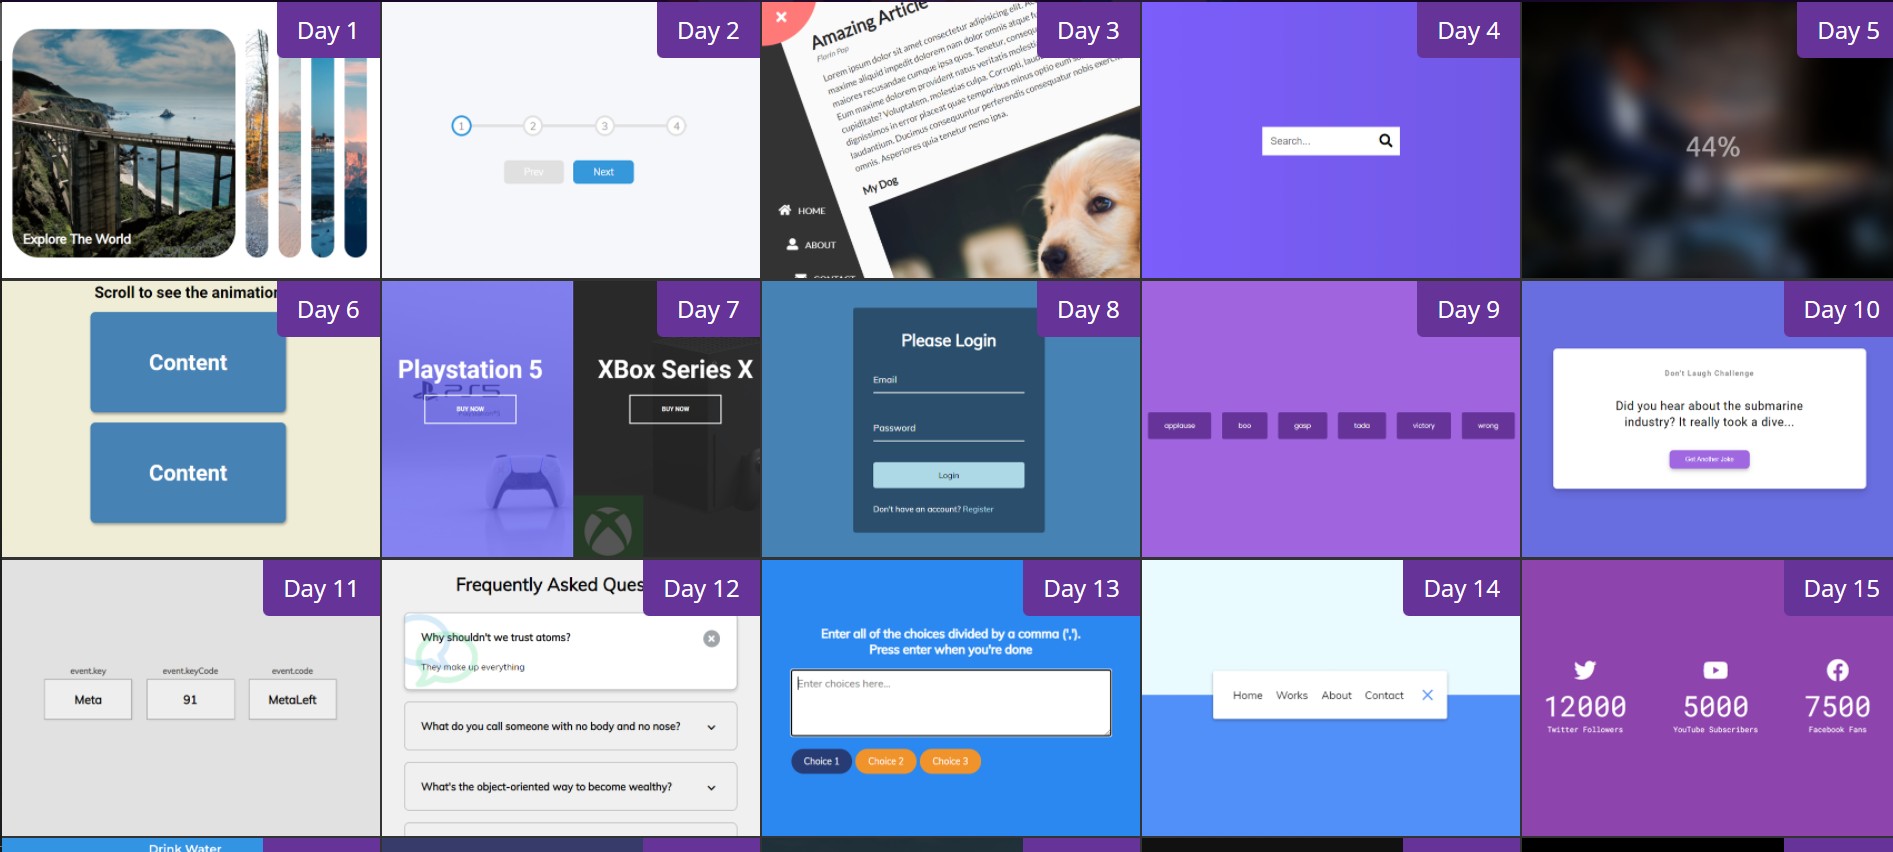 Day 1
Explore The World
Day 2
1 2 3 4
Prev Next
Day 3
Amazing Article
Florin Pop
Lorem ipsum dolor sit amet consectetur adipisicing elit.
maxime aliquid impedit dolorem nam dolor omnis atque
maiores recusandae cumque ipsa quos. Tenetur,
Eum maxime dolorem provident natus veritatis molestiae
cupiditate? Voluptatem, molestias culpa. Corrupti,
dignissimos in error placeat quae temporibus minus optio eum
laudantium. Ducimus consequuntur perferendis consequatur nobis
omnis. Asperiores quia tenetur nemo ipsa.
My Dog
HOME
ABOUT
CONTACT
Day 4
Search...
Day 5
44%
Scroll to see the animation
Day 6
Content
Content
Day 7
Playstation 5
PS5
BUY NOW
XBox Series X
BUY NOW
Day 8
Please Login
Email
Password
Login
Don't have an account? Register
Day 9
applause boo gasp tada victory wrong
Day 10
Don't Laugh Challenge
Did you hear about the submarine
industry? It really took a dive...
Get Another Joke
Day 11
event.key event.keyCode event.code
Meta 91 MetaLeft
Frequently Asked Ques
Day 12
Why shouldn't we trust atoms?
They make up everything
What do you call someone with no body and no nose?
What's the object-oriented way to become wealthy?
Day 13
Enter all of the choices divided by a comma (',').
Press enter when you're done
Enter choices here...
Choice 1 Choice 2 Choice 3
Day 14
Home Works About Contact
Day 15
12000 5000 7500
Twitter Followers YouTube Subscribers Facebook Fans
Drink Water